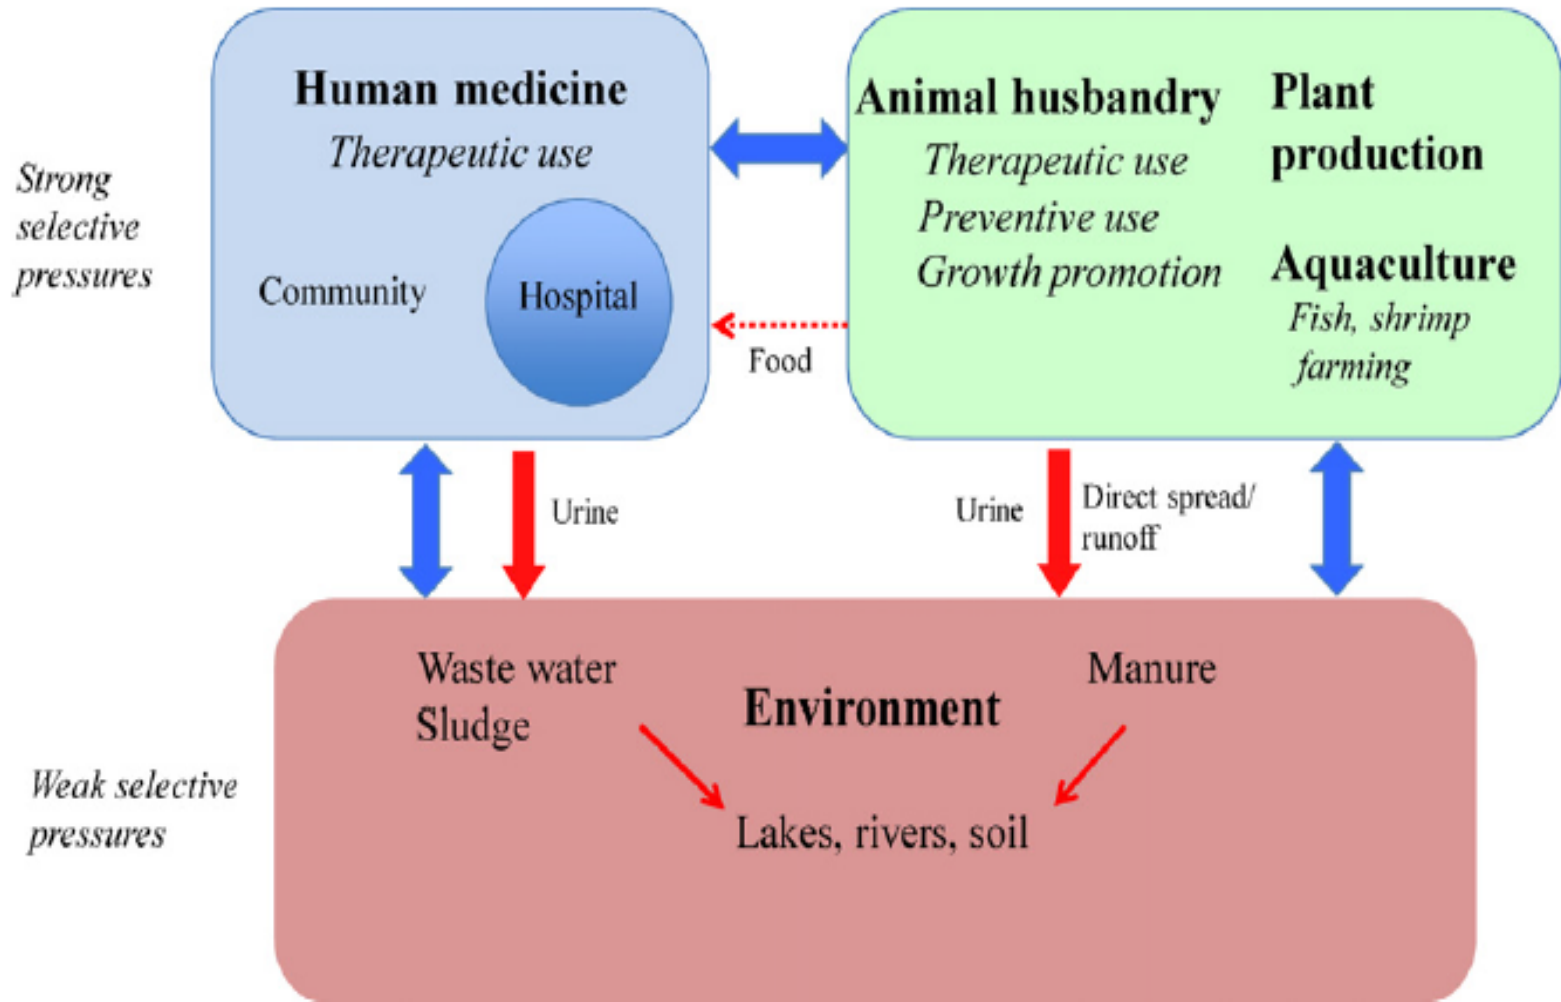 Human medicine
Therapeutic use
Community
Hospital
Animal husbandry
Therapeutic use
Preventive use
Growth promotion
Plant
production
Aquaculture
Fish, shrimp
farming
Strong
selective
pressures
Food
Urine
Urine
Direct spread/
runoff
Waste water
Sludge
Environment
Manure
Lakes, rivers, soil
Weak selective
pressures